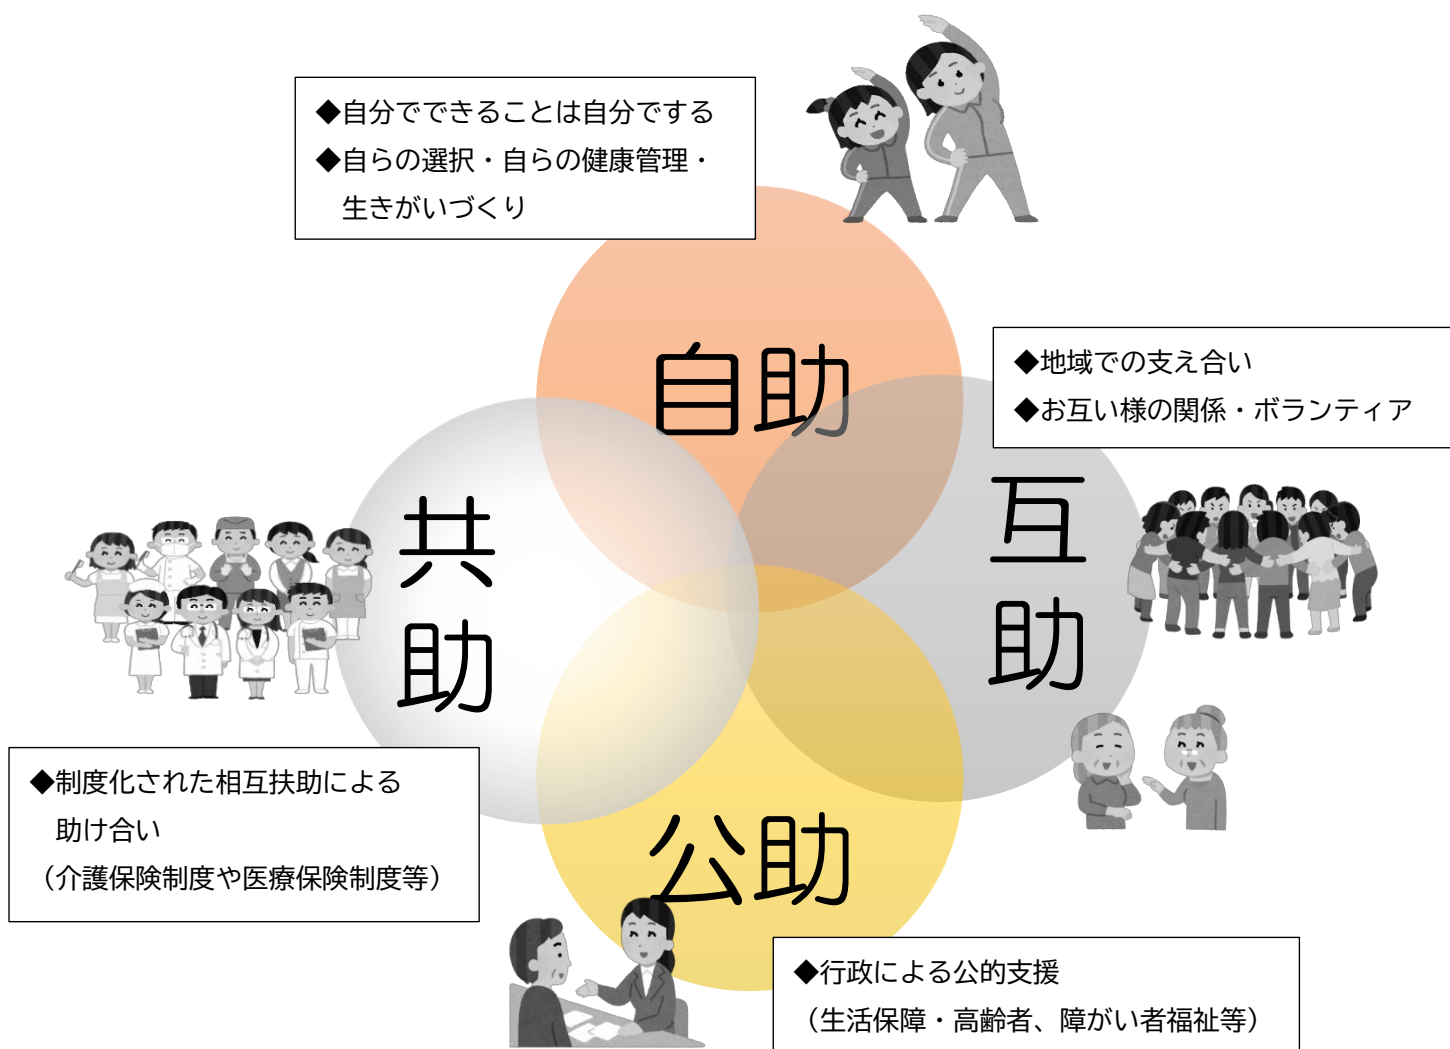 ◆自分でできることは自分でする
◆自らの選択・自らの健康管理・
生きがいづくり
自助
◆地域での支え合い
◆お互い様の関係・ボランティア
互助
共助
◆制度化された相互扶助による
助け合い
（介護保険制度や医療保険制度等）
公助
◆行政による公的支援
（生活保障・高齢者、障がい者福祉等）